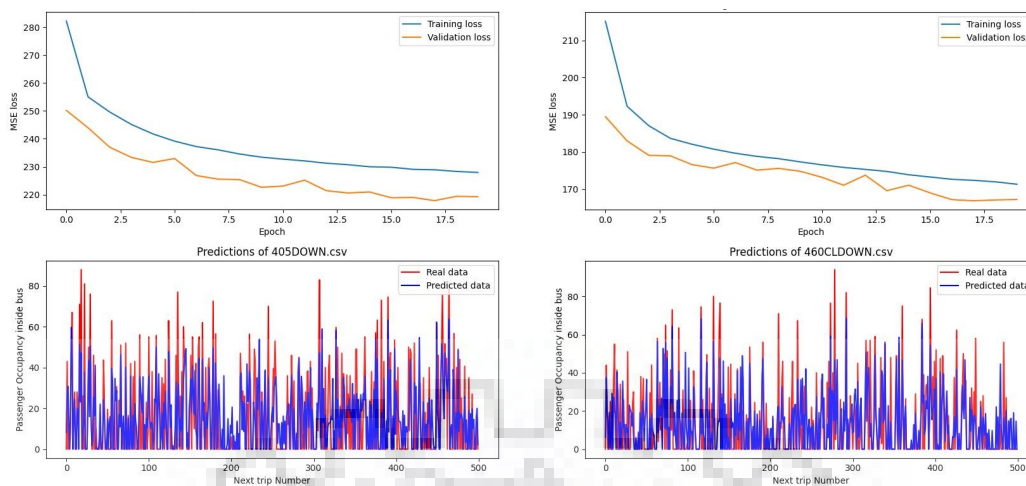 280
270
260
250
240
230
220
MSE loss
Training loss
Validation loss
0.0 2.5 5.0 7.5 10.0 12.5 15.0 17.5
Epoch
210
200
190
180
170
MSE loss
Training loss
Validation loss
0.0 2.5 5.0 7.5 10.0 12.5 15.0 17.5
Epoch
Predictions of 405DOWN.csv
80
60
40
20
0
Passenger Occupancy inside bus
Real data
Predicted data
0 100 200 300 400 500
Next trip Number
Predictions of 460CLDOWN.csv
80
60
40
20
0
Passenger Occupancy inside bus
Real data
Predicted data
0 100 200 300 400 500
Next trip Number